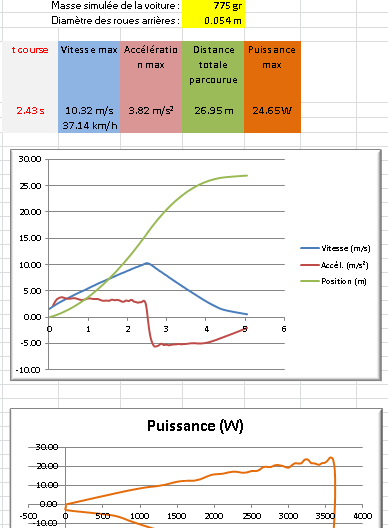 Masse simulée de la voiture : 775 gr
Diamètre des roues arrières : 0.054 m
t course Vitesse max Accélératio Distance Puissance
n max totale max
parcourue
2.43 s 10.32 m/s 3.82 m/s² 26.95 m 24.65W
37.14 km/h
30.00
25.00
20.00
15.00
10.00
5.00
0.00
-5.00
-10.00
0 1 2 3 4 5 6
Vitesse (m/s)
Accél. (m/s²)
Position (m)
Puissance (W)
30.00
20.00
10.00
0.00
-500 0 500 1000 1500 2000 2500 3000 3500 4000
-10.00